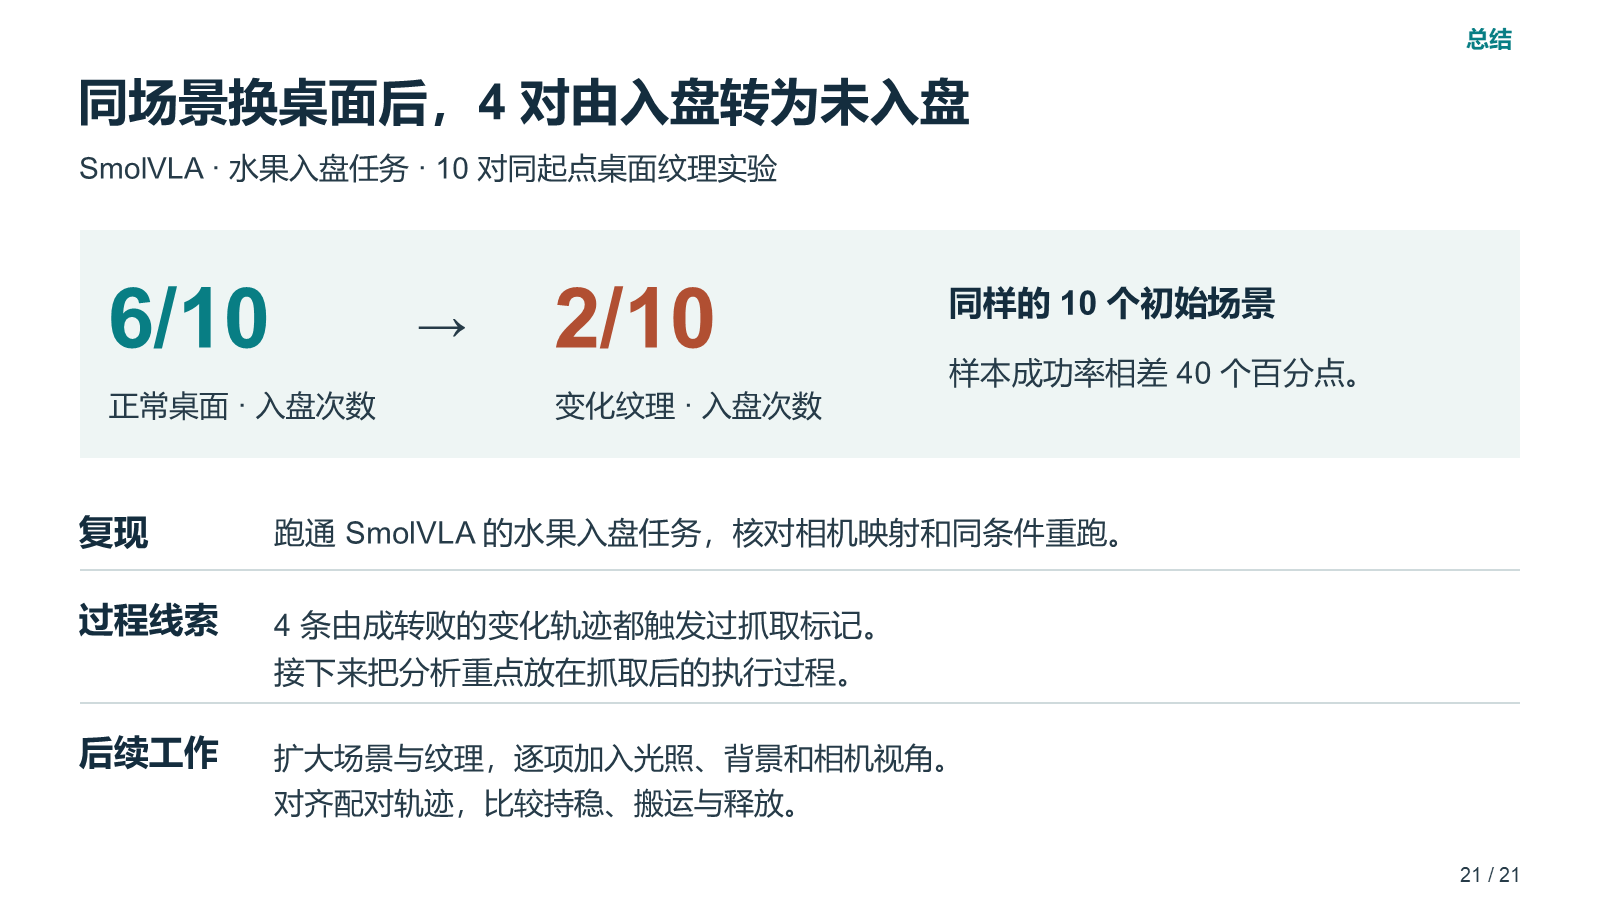 总结
同场景换桌面后，4 对由入盘转为未入盘
SmolVLA · 水果入盘任务 · 10 对同起点桌面纹理实验
6/10 → 2/10
正常桌面 · 入盘次数
变化纹理 · 入盘次数
同样的 10 个初始场景
样本成功率相差 40 个百分点。
复现
跑通 SmolVLA 的水果入盘任务，核对相机映射和同条件重跑。
过程线索
4 条由成转败的变化轨迹都触发过抓取标记。
接下来把分析重点放在抓取后的执行过程。
后续工作
扩大场景与纹理，逐项加入光照、背景和相机视角。
对齐配对轨迹，比较持稳、搬运与释放。
21 / 21